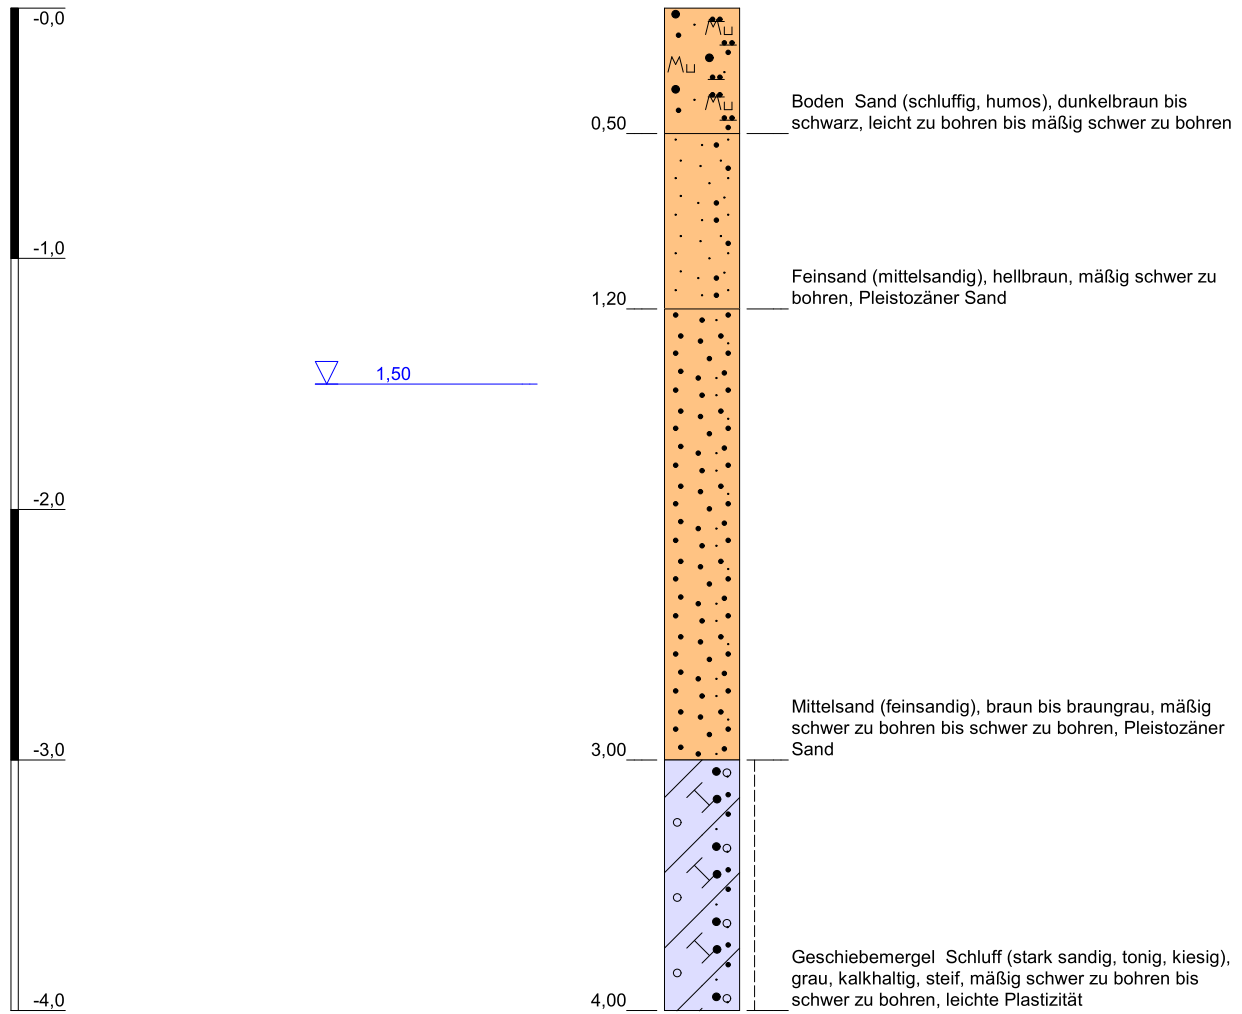 -0,0
Mu
Mu
Mu
Boden  Sand (schluffig, humos), dunkelbraun bis
schwarz, leicht zu bohren bis mäßig schwer zu bohren
0,50
-1,0
Feinsand (mittelsandig), hellbraun, mäßig schwer zu
bohren, Pleistozäner Sand
1,20
1,50
-2,0
Mittelsand (feinsandig), braun bis braungrau, mäßig
schwer zu bohren bis schwer zu bohren, Pleistozäner
Sand
-3,0
3,00
Geschiebemergel  Schluff (stark sandig, tonig, kiesig),
grau, kalkhaltig, steif, mäßig schwer zu bohren bis
schwer zu bohren, leichte Plastizität
-4,0
4,00